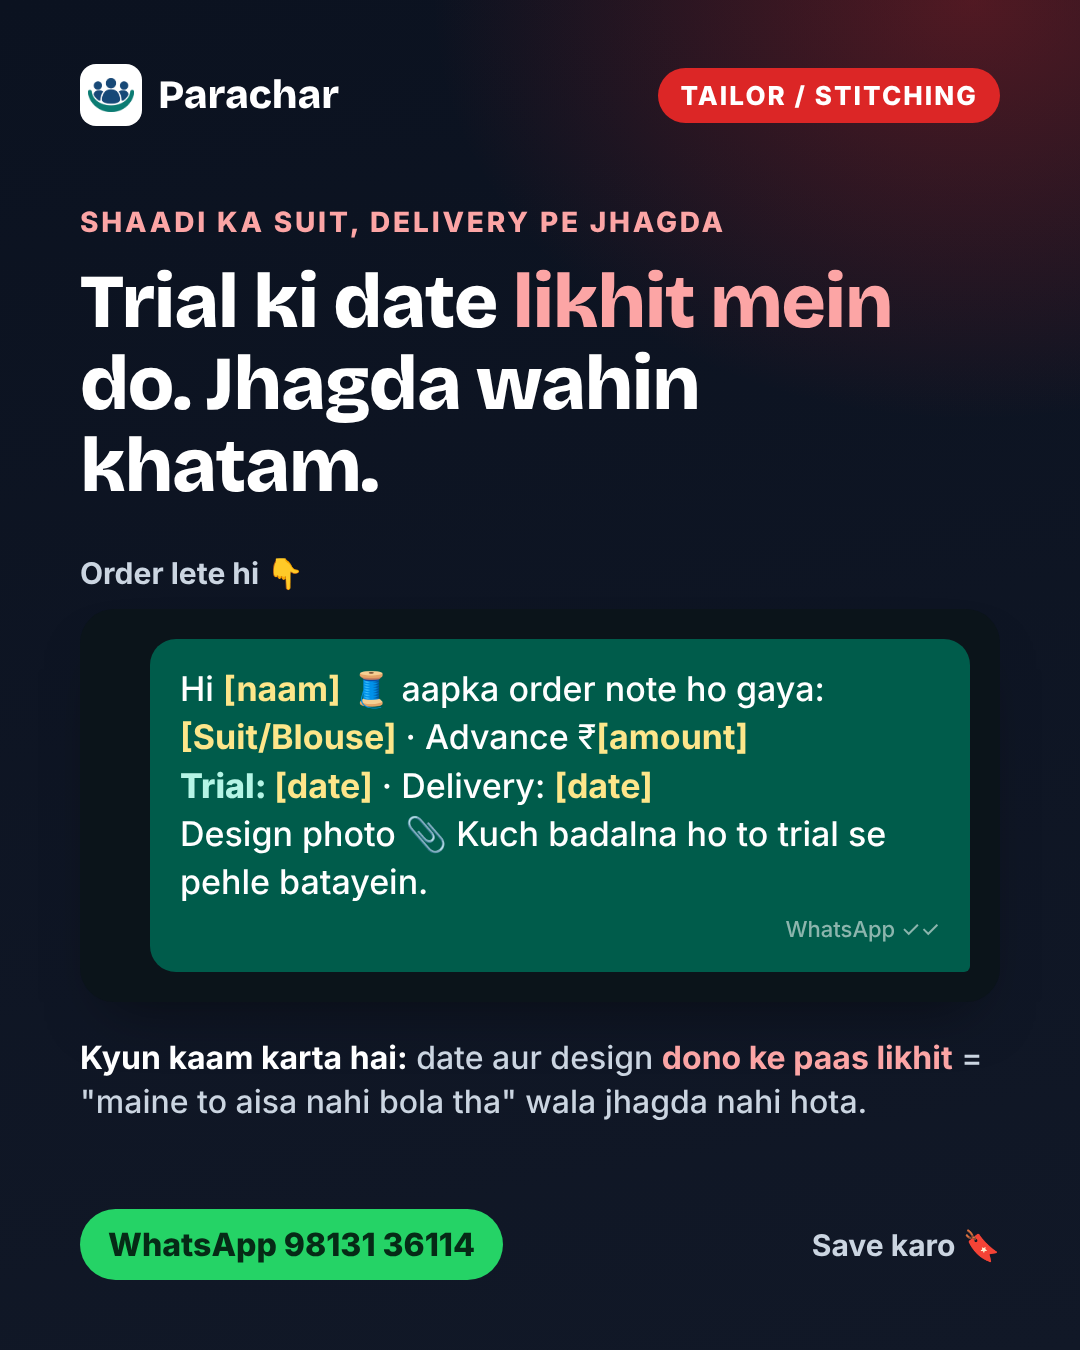 Parachar
TAILOR / STITCHING
SHAADI KA SUIT, DELIVERY PE JHAGDA
Trial ki date likhit mein
do. Jhagda wahin
khatam.
Order lete hi 👇
Hi [naam] 🧵 aapka order note ho gaya:
[Suit/Blouse] · Advance ₹[amount]
Trial: [date] · Delivery: [date]
Design photo 📎 Kuch badalna ho to trial se
pehle batayein.
WhatsApp ✓✓
Kyun kaam karta hai: date aur design dono ke paas likhit =
"maine to aisa nahi bola tha" wala jhagda nahi hota.
WhatsApp 98131 36114
Save karo 🔖